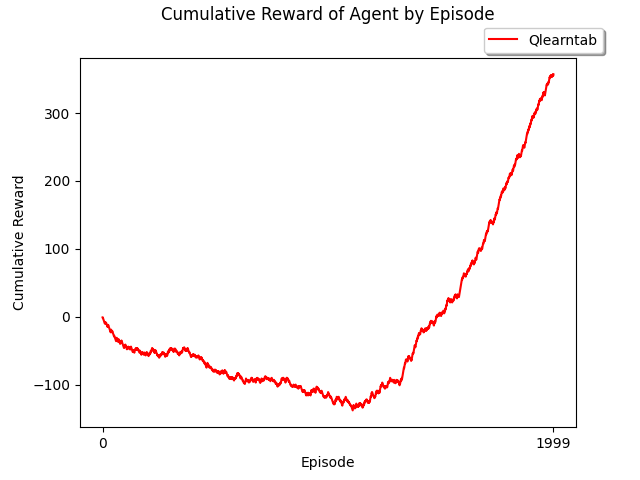 Cumulative Reward of Agent by Episode
Qlearntab
300
200
100
0
−100
Cumulative Reward
0 1999
Episode